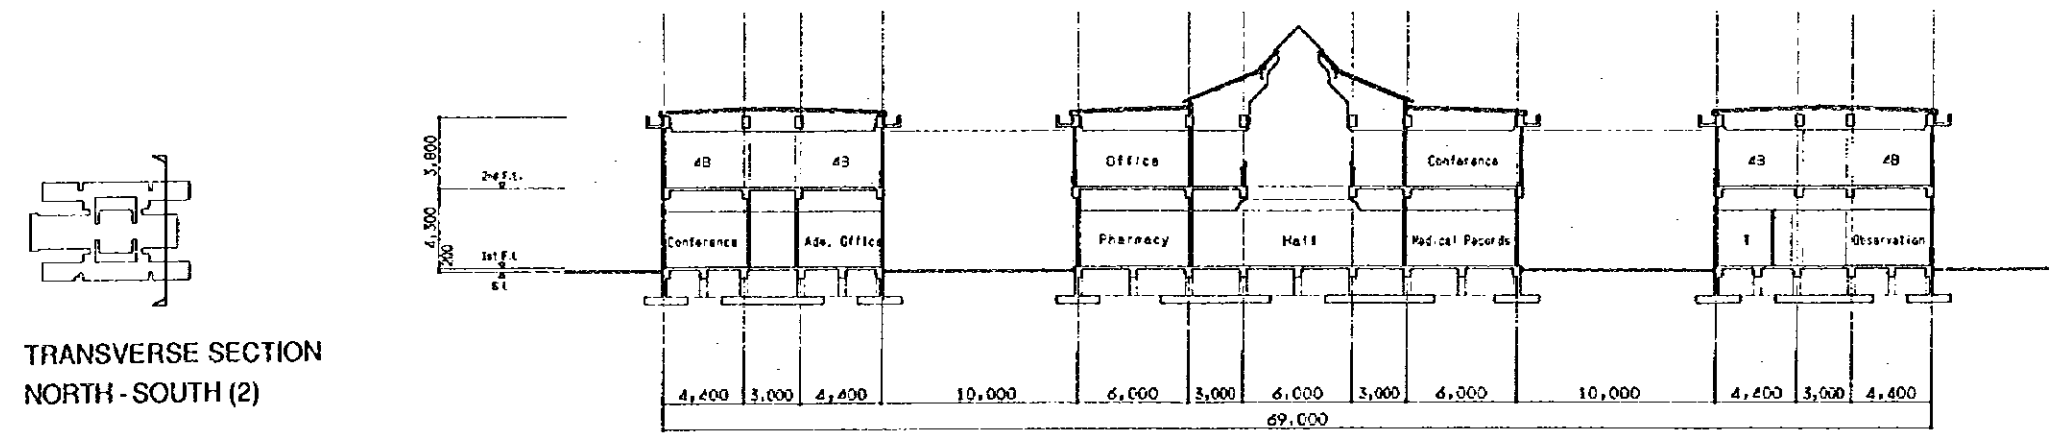 3,800
4,300
200
2nd F.L.
1st F.L
G.L
4B
4B
Office
Conference
4B
4B
Conference
Adm. Office
Pharmacy
Hall
Medical Records
T
Observation
TRANSVERSE SECTION
NORTH - SOUTH (2)
4,400 3,000 4,400 10,000 6,000 3,000 6,000 3,000 6,000 10,000 4,400 3,000 4,400
69,000